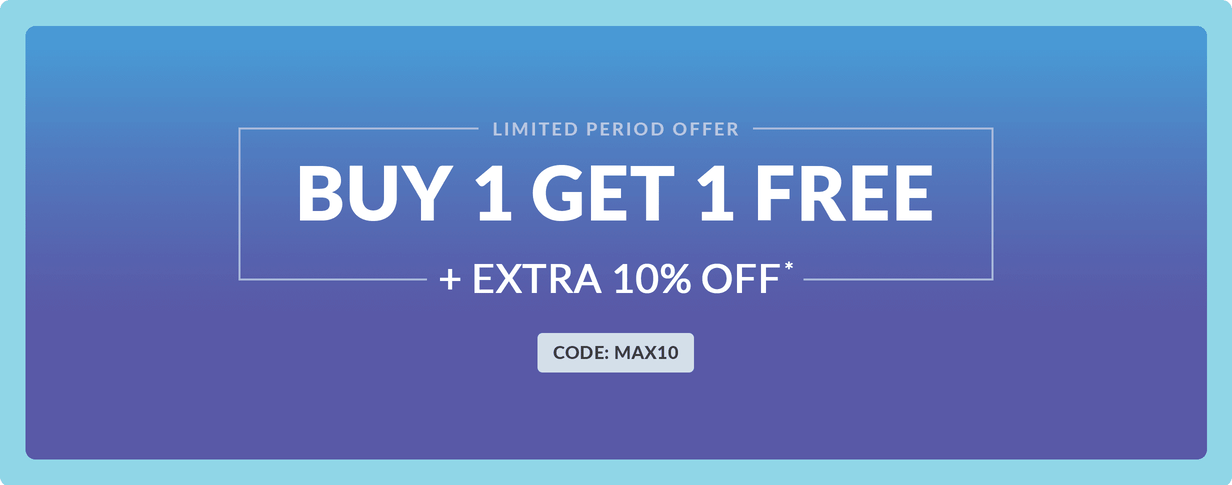 LIMITED PERIOD OFFER
BUY 1 GET 1 FREE
+ EXTRA 10% OFF*
CODE: MAX10